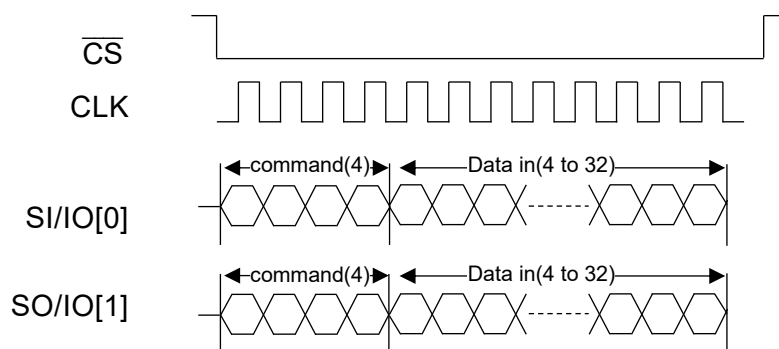 CS
CLK
command(4) Data in(4 to 32)
SI/IO[0]
command(4) Data in(4 to 32)
SO/IO[1]